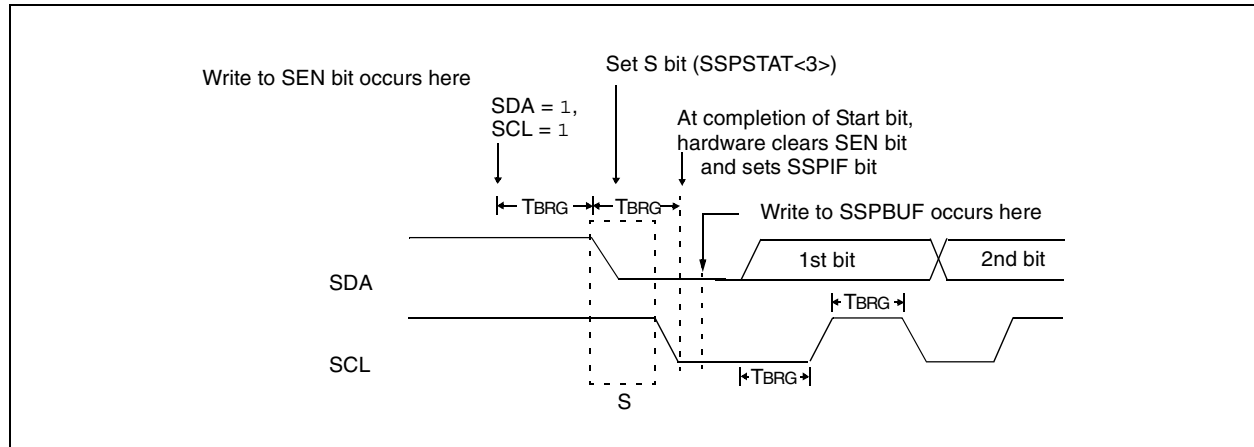 Set S bit (SSPSTAT<3>)
Write to SEN bit occurs here
SDA = 1,
SCL = 1
At completion of Start bit,
hardware clears SEN bit
and sets SSPIF bit
TBRG TBRG
Write to SSPBUF occurs here
1st bit 2nd bit
SDA
TBRG
SCL
TBRG
S